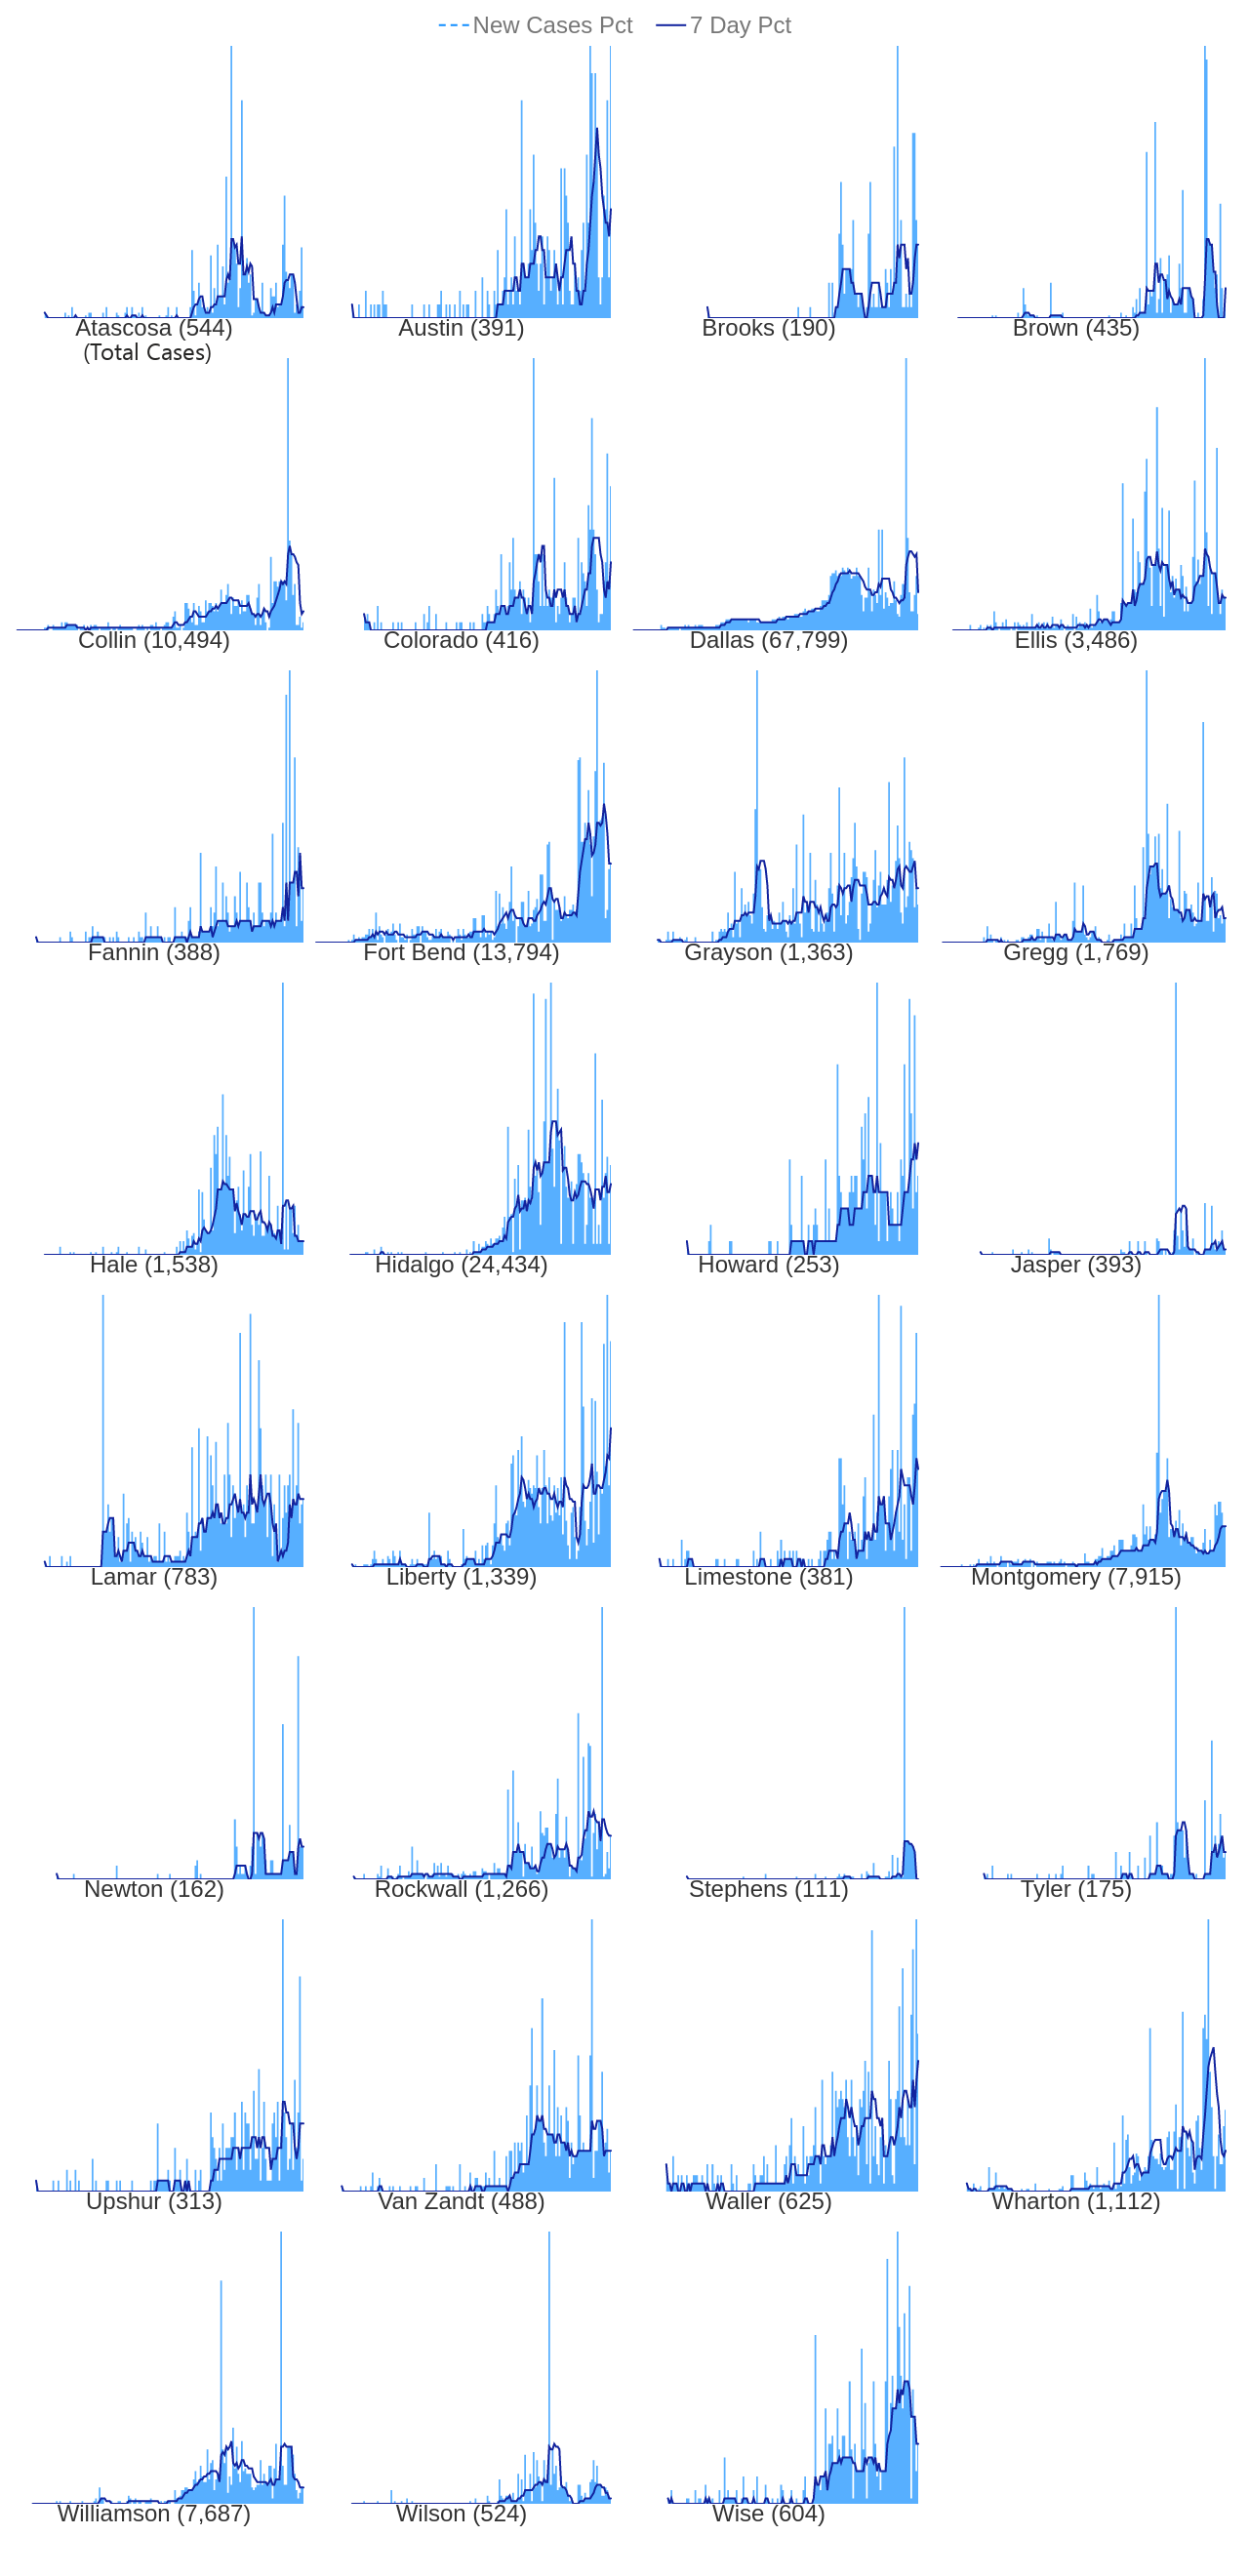 New Cases Pct 7 Day Pct
Atascosa (544) Austin (391) Brooks (190) Brown (435)
(Total Cases)
Collin (10,494) Colorado (416) Dallas (67,799) Ellis (3,486)
Fannin (388) Fort Bend (13,794) Grayson (1,363) Gregg (1,769)
Hale (1,538) Hidalgo (24,434) Howard (253) Jasper (393)
Lamar (783) Liberty (1,339) Limestone (381) Montgomery (7,915)
Newton (162) Rockwall (1,266) Stephens (111) Tyler (175)
Upshur (313) Van Zandt (488) Waller (625) Wharton (1,112)
Williamson (7,687) Wilson (524) Wise (604)